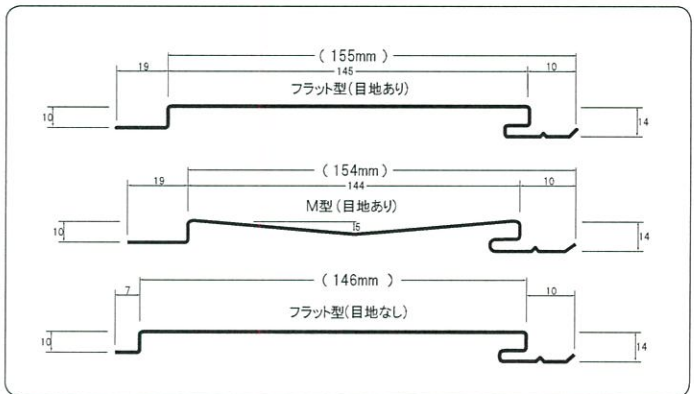 ( 155mm )
19 145 10
フラット型(目地あり)
10 14
( 154mm )
19 144 10
M型(目地あり)
10 5 14
( 146mm )
7 10
フラット型(目地なし)
10 14